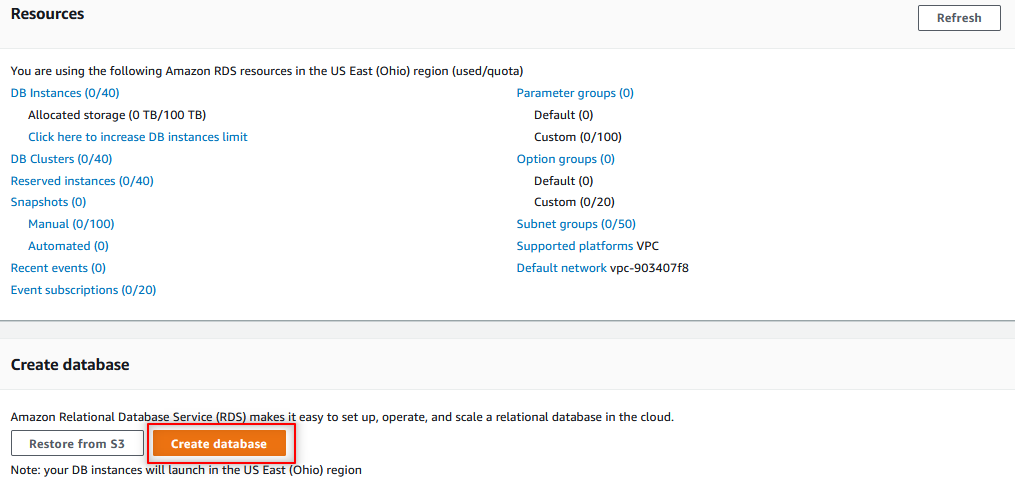 Resources
Refresh
You are using the following Amazon RDS resources in the US East (Ohio) region (used/quota)
DB Instances (0/40)
Allocated storage (0 TB/100 TB)
Click here to increase DB instances limit
DB Clusters (0/40)
Reserved instances (0/40)
Snapshots (0)
Manual (0/100)
Automated (0)
Recent events (0)
Event subscriptions (0/20)
Parameter groups (0)
Default (0)
Custom (0/100)
Option groups (0)
Default (0)
Custom (0/20)
Subnet groups (0/50)
Supported platforms VPC
Default network vpc-903407f8
Create database
Amazon Relational Database Service (RDS) makes it easy to set up, operate, and scale a relational database in the cloud.
Restore from S3
Create database
Note: your DB instances will launch in the US East (Ohio) region